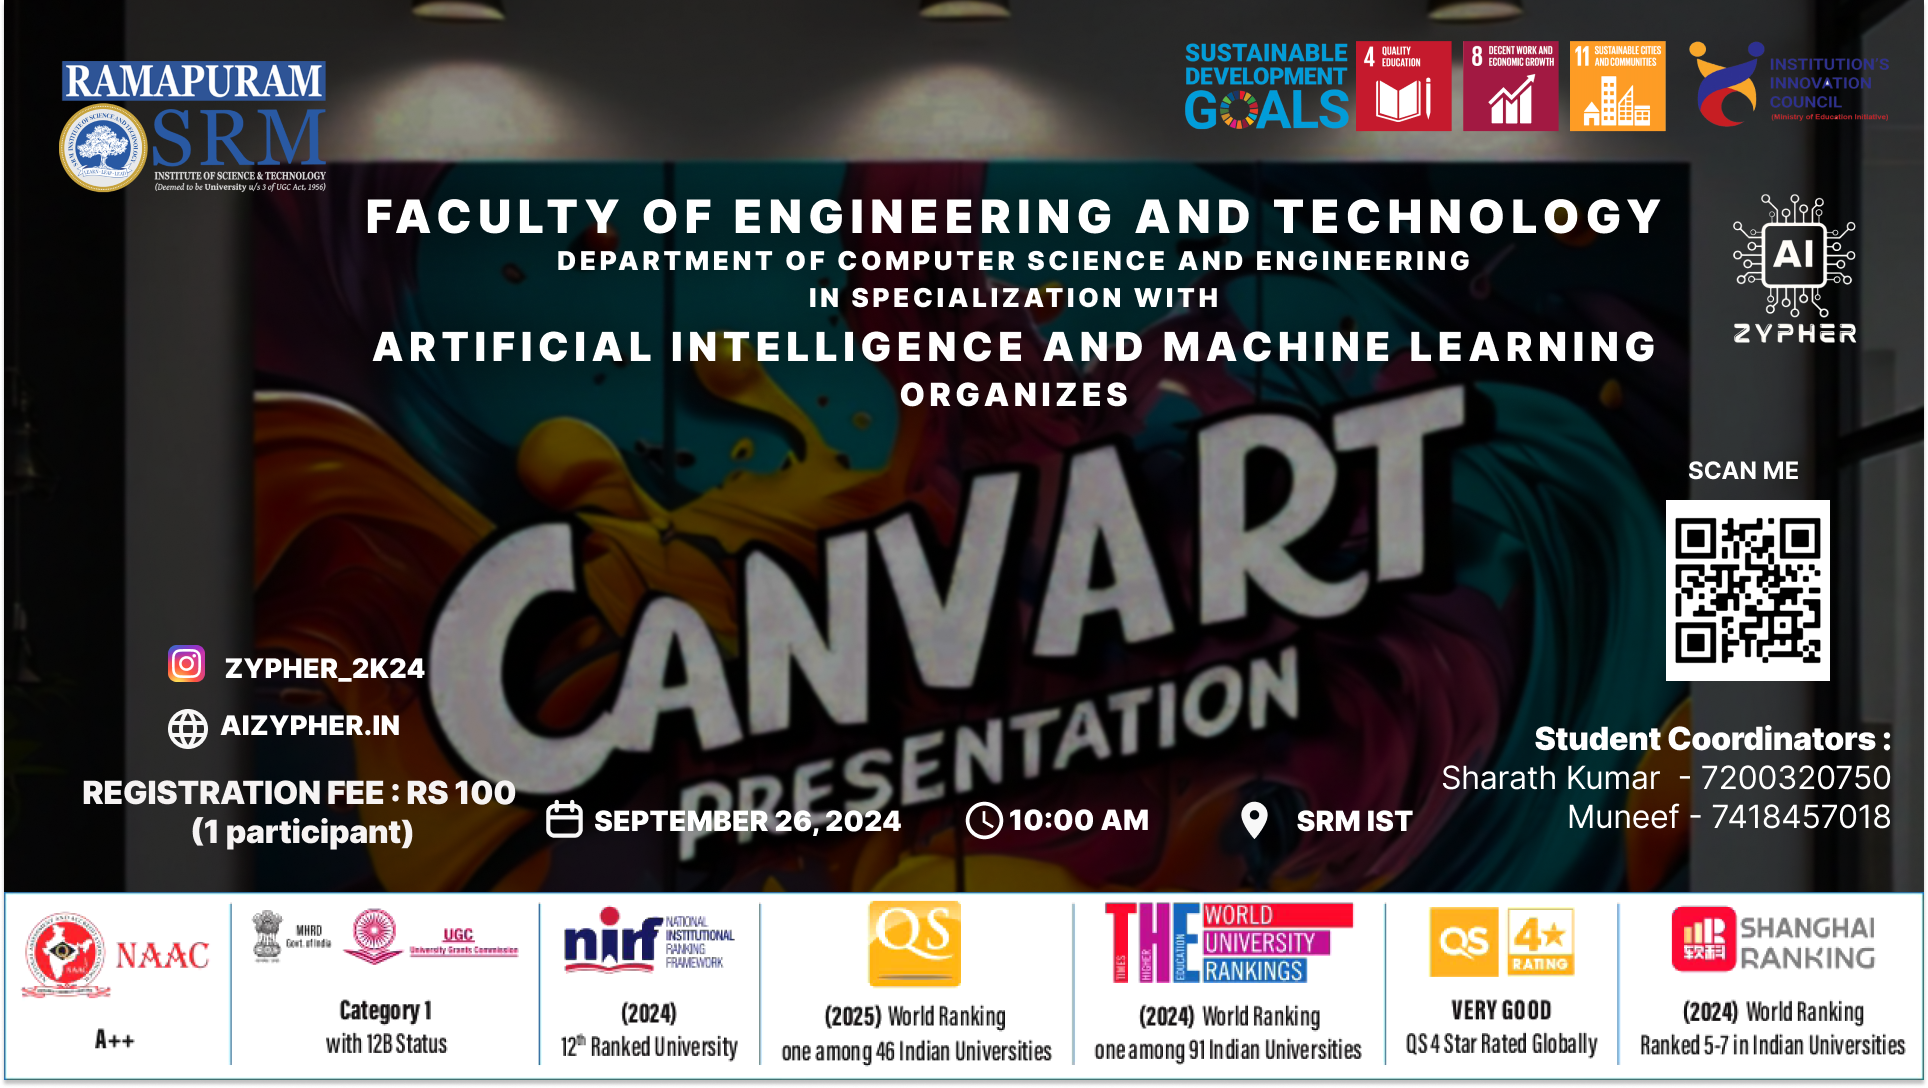 RAMAPURAM
SRM
INSTITUTE OF SCIENCE & TECHNOLOGY
(Deemed to be University u/s 3 of UGC Act, 1956)
SUSTAINABLE
DEVELOPMENT
GOALS
4 QUALITY
EDUCATION
8 DECENT WORK AND
ECONOMIC GROWTH
11 SUSTAINABLE CITIES
AND COMMUNITIES
INSTITUTION'S
INNOVATION
COUNCIL
(Ministry of Education Initiative)
FACULTY OF ENGINEERING AND TECHNOLOGY
DEPARTMENT OF COMPUTER SCIENCE AND ENGINEERING
IN SPECIALIZATION WITH
ARTIFICIAL INTELLIGENCE AND MACHINE LEARNING
ORGANIZES
AI
ZYPHER
CANVART
PRESENTATION
SCAN ME
ZYPHER_2K24
AIZYPHER.IN
REGISTRATION FEE : RS 100
(1 participant)
SEPTEMBER 26, 2024
10:00 AM
SRM IST
Student Coordinators :
Sharath Kumar - 7200320750
Muneef - 7418457018
NAAC
A++
MHRD
Govt. of India
UGC
University Grants Commission
Category 1
with 12B Status
nirf
NATIONAL
INSTITUTIONAL
RANKING
FRAMEWORK
(2024)
12th Ranked University
QS
(2025) World Ranking
one among 46 Indian Universities
TIMES HIGHER EDUCATION
WORLD
UNIVERSITY
RANKINGS
(2024) World Ranking
one among 91 Indian Universities
QS
4★
RATING
VERY GOOD
QS 4 Star Rated Globally
软科
SHANGHAI
RANKING
(2024) World Ranking
Ranked 5-7 in Indian Universities